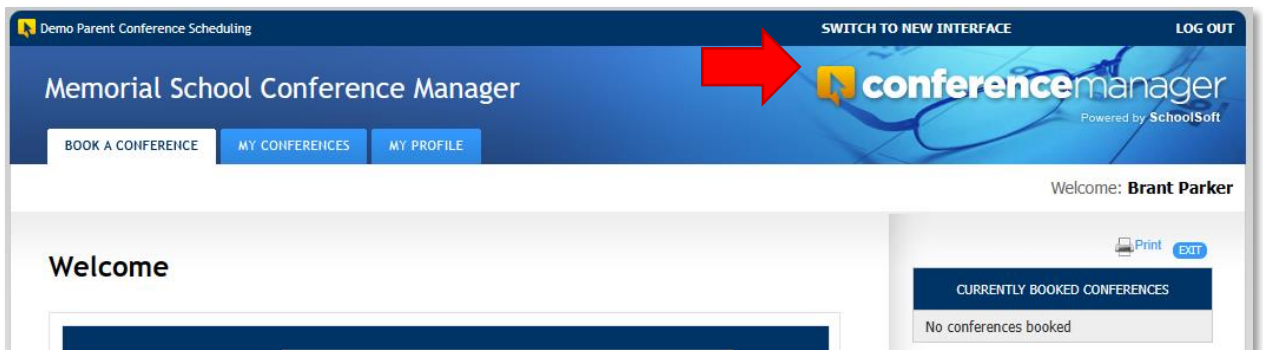 Demo Parent Conference Scheduling
SWITCH TO NEW INTERFACE
LOG OUT
Memorial School Conference Manager
conferencemanager
Powered by SchoolSoft
BOOK A CONFERENCE
MY CONFERENCES
MY PROFILE
Welcome: Brant Parker
Print
EXIT
Welcome
CURRENTLY BOOKED CONFERENCES
No conferences booked